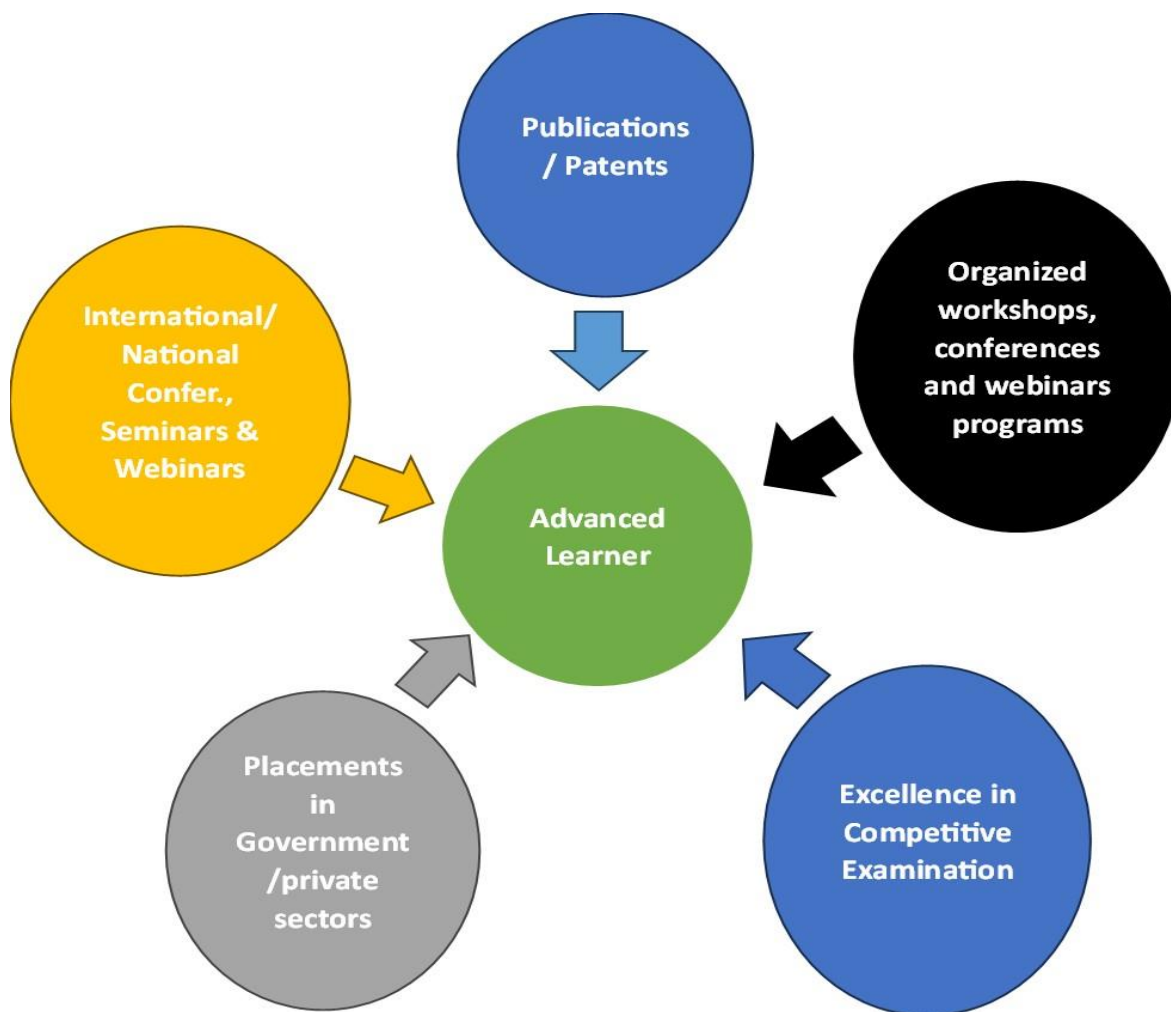 Publications
/ Patents
Organized
workshops,
conferences
and webinars
programs
International/
National
Confer.,
Seminars &
Webinars
Advanced
Learner
Placements
in
Government
/private
sectors
Excellence in
Competitive
Examination